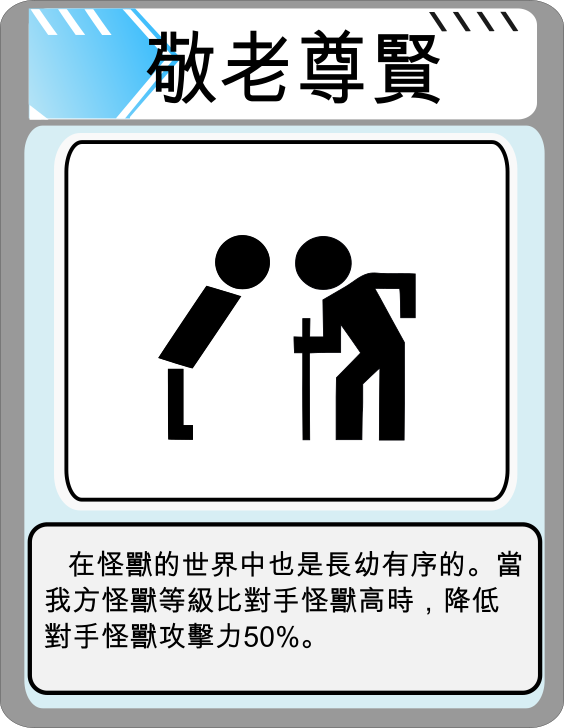 敬老尊賢
在怪獸的世界中也是長幼有序的。當
我方怪獸等級比對手怪獸高時，降低
對手怪獸攻擊力50%。